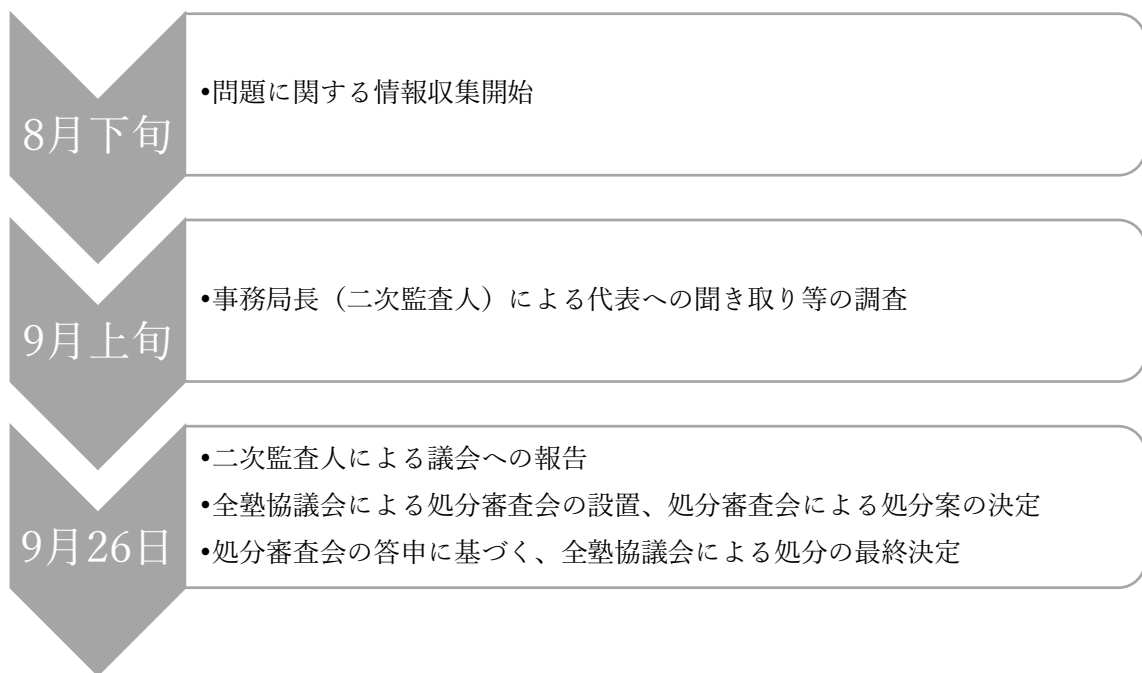 8月下旬
•問題に関する情報収集開始
9月上旬
•事務局長（二次監査人）による代表への聞き取り等の調査
9月26日
•二次監査人による議会への報告
•全塾協議会による処分審査会の設置、処分審査会による処分案の決定
•処分審査会の答申に基づく、全塾協議会による処分の最終決定